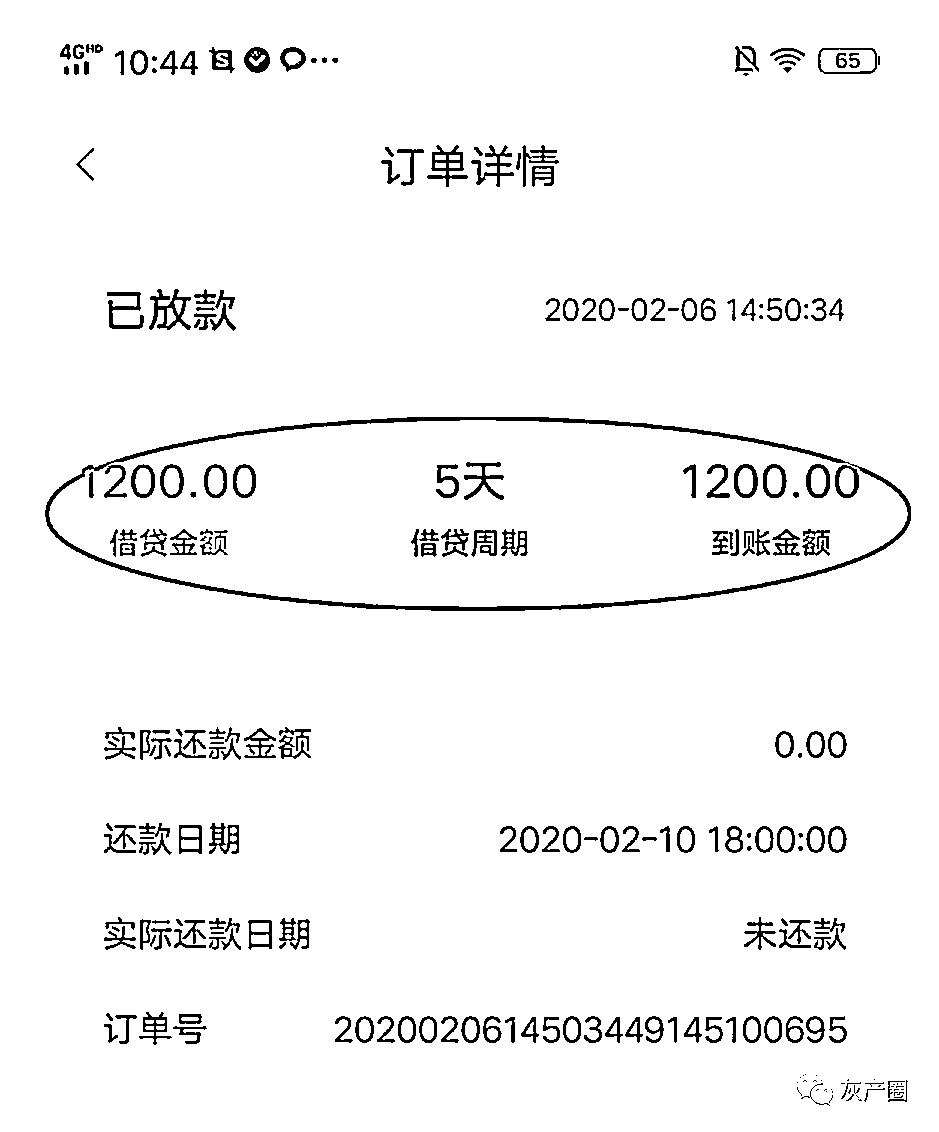 4G HD 10:44 65
订单详情
已放款 2020-02-06 14:50:34
1200.00 5天 1200.00
借贷金额 借贷周期 到账金额
实际还款金额 0.00
还款日期 2020-02-10 18:00:00
实际还款日期 未还款
订单号 2020020614503449145100695
灰产圈